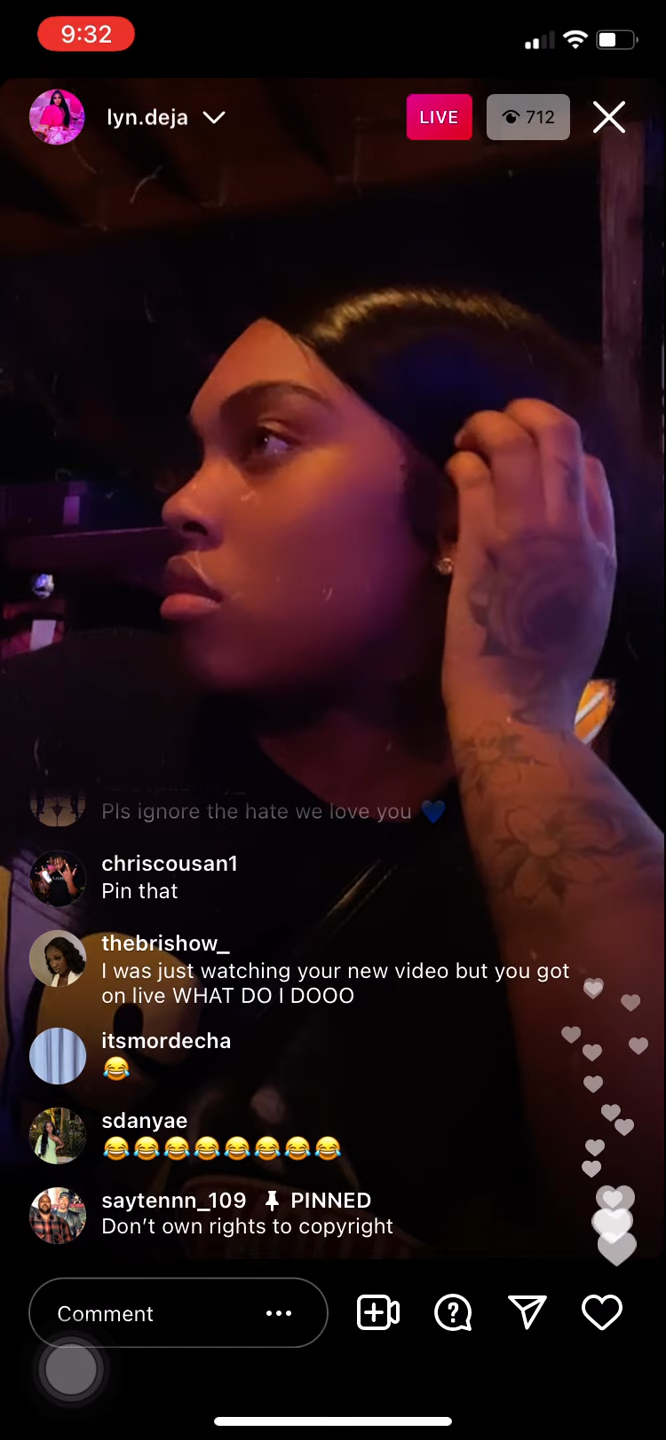 9:32
lyn.deja
LIVE
712
Pls ignore the hate we love you 💙
chriscousan1
Pin that
thebrishow_
I was just watching your new video but you got
on live WHAT DO I DOOO
itsmordecha
😂
sdanyae
😂😂😂😂😂😂😂😂
saytennn_109 PINNED
Don’t own rights to copyright
Comment